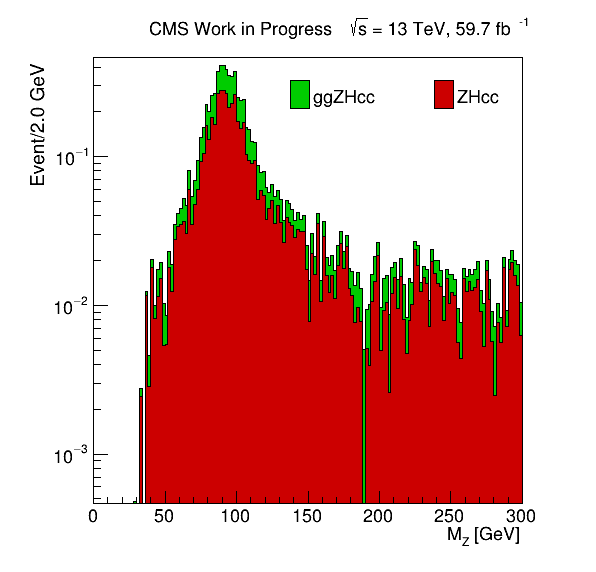 CMS Work in Progress √s = 13 TeV, 59.7 fb⁻¹
Event/2.0 GeV
ggZHcc ZHcc
10⁻¹
10⁻²
10⁻³
0 50 100 150 200 250 300
M_Z [GeV]